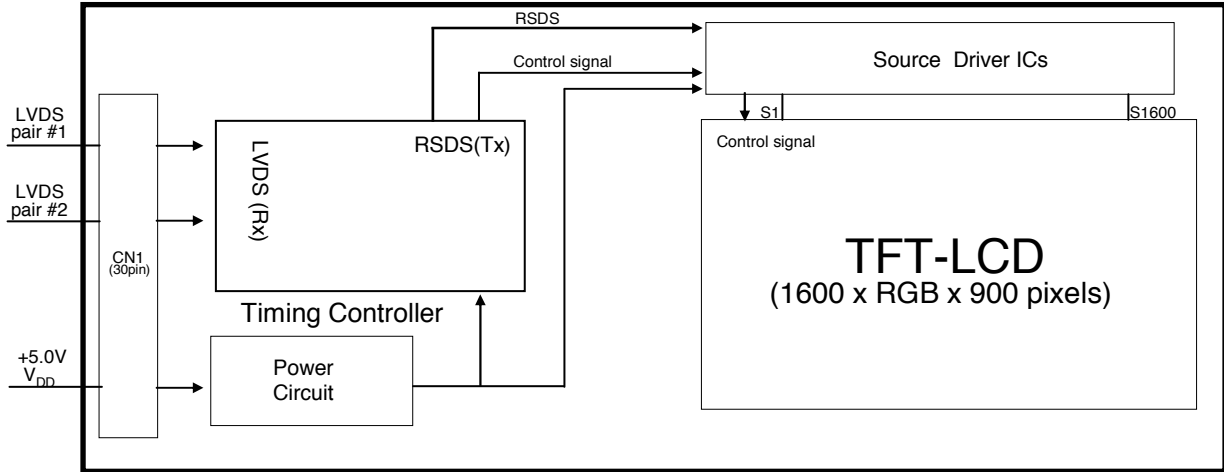 RSDS
Control signal
Source Driver ICs
LVDS
pair #1
S1
S1600
RSDS(Tx)
Control signal
LVDS (Rx)
LVDS
pair #2
CN1
(30pin)
TFT-LCD
(1600 x RGB x 900 pixels)
Timing Controller
+5.0V
VDD
Power
Circuit